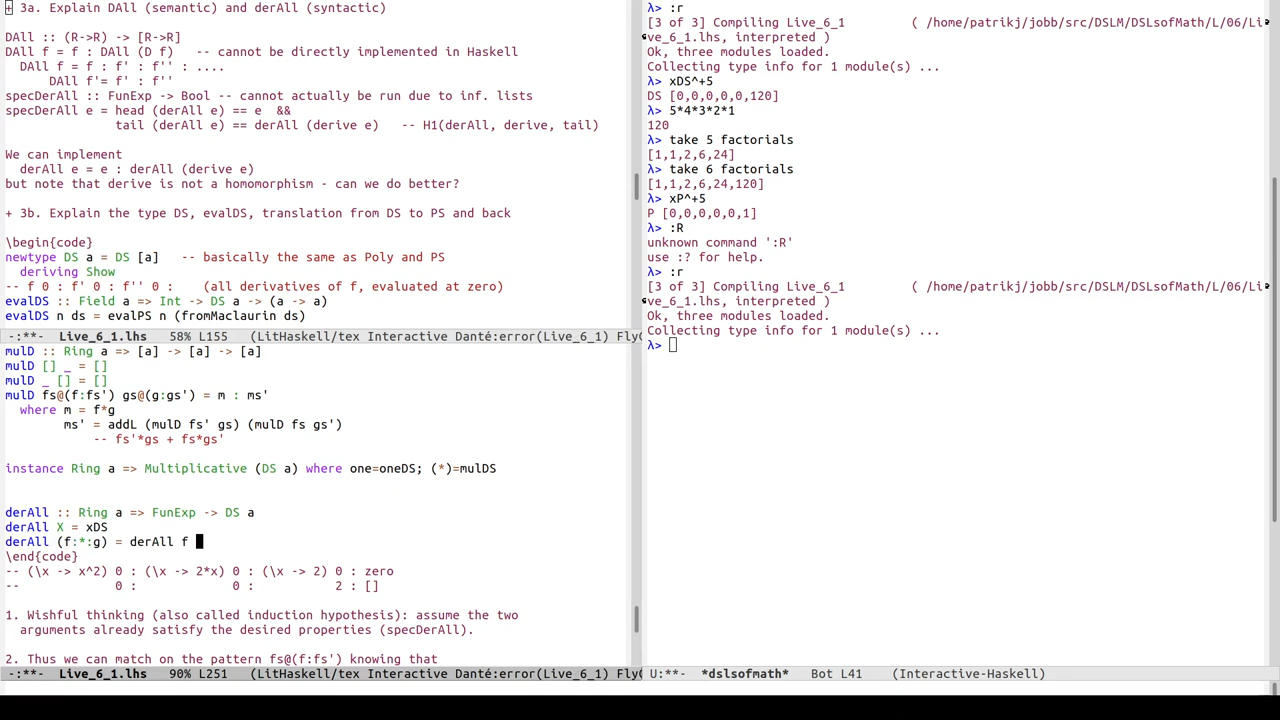 + 3a. Explain DAll (semantic) and derAll (syntactic)
DAll :: (R->R) -> [R->R]
DAll f = f : DAll (D f)   -- cannot be directly implemented in Haskell
  DAll f = f : f' : f'' : ....
      DAll f'= f' : f''
specDerAll :: FunExp -> Bool -- cannot actually be run due to inf. lists
specDerAll e = head (derAll e) == e  &&
               tail (derAll e) == derAll (derive e)   -- H1(derAll, derive, tail)
We can implement
  derAll e = e : derAll (derive e)
but note that derive is not a homomorphism - can we do better?
+ 3b. Explain the type DS, evalDS, translation from DS to PS and back
\begin{code}
newtype DS a = DS [a]   -- basically the same as Poly and PS
  deriving Show
-- f 0 : f' 0 : f'' 0 :    (all derivatives of f, evaluated at zero)
evalDS :: Field a => Int -> DS a -> (a -> a)
evalDS n ds = evalPS n (fromMaclaurin ds)
-:**-  Live_6_1.lhs   58% L155   (LitHaskell/tex Interactive Danté:error(Live_6_1) FlyC
mulD :: Ring a => [a] -> [a] -> [a]
mulD [] _ = []
mulD _ [] = []
mulD fs@(f:fs') gs@(g:gs') = m : ms'
  where m = f*g
        ms' = addL (mulD fs' gs) (mulD fs gs')
            -- fs'*gs + fs*gs'
instance Ring a => Multiplicative (DS a) where one=oneDS; (*)=mulDS
derAll :: Ring a => FunExp -> DS a
derAll X = xDS
derAll (f:*:g) = derAll f
\end{code}
-- (\x -> x^2) 0 : (\x -> 2*x) 0 : (\x -> 2) 0 : zero
--             0 :             0 :           2 : []
1. Wishful thinking (also called induction hypothesis): assume the two
  arguments already satisfy the desired properties (specDerAll).
2. Thus we can match on the pattern fs@(f:fs') knowing that
-:**-  Live_6_1.lhs   90% L251   (LitHaskell/tex Interactive Danté:error(Live_6_1) FlyC
λ> :r
[3 of 3] Compiling Live_6_1         ( /home/patrikj/jobb/src/DSLM/DSLsofMath/L/06/Li
ve_6_1.lhs, interpreted )
Ok, three modules loaded.
Collecting type info for 1 module(s) ...
λ> xDS^+5
DS [0,0,0,0,0,120]
λ> 5*4*3*2*1
120
λ> take 5 factorials
[1,1,2,6,24]
λ> take 6 factorials
[1,1,2,6,24,120]
λ> xP^+5
P [0,0,0,0,0,1]
λ> :R
unknown command ':R'
use :? for help.
λ> :r
[3 of 3] Compiling Live_6_1         ( /home/patrikj/jobb/src/DSLM/DSLsofMath/L/06/Li
ve_6_1.lhs, interpreted )
Ok, three modules loaded.
Collecting type info for 1 module(s) ...
λ>
U:**-  *dslsofmath*   Bot L41    (Interactive-Haskell)